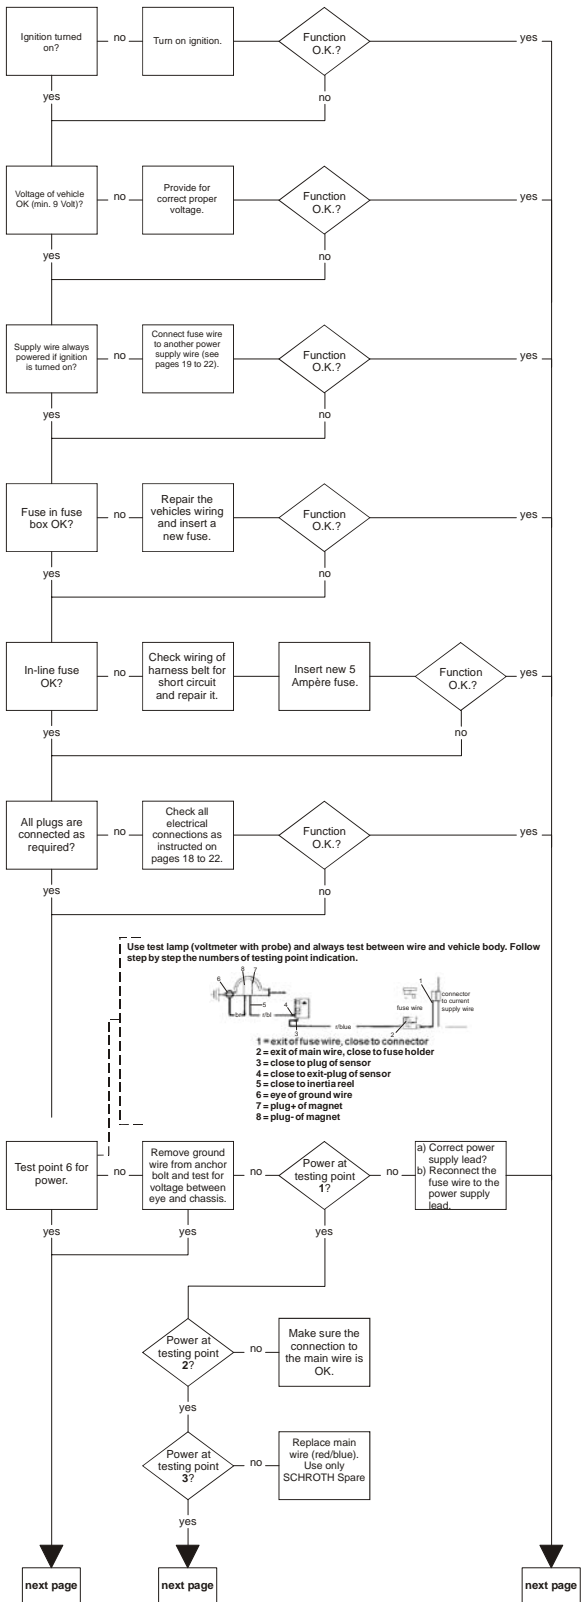 Ignition turned
on?
no
Turn on ignition.
Function
O.K.?
yes
yes
no
Voltage of vehicle
OK (min. 9 Volt)?
no
Provide for
correct proper
voltage.
Function
O.K.?
yes
yes
no
Supply wire always
powered if ignition
is turned on?
no
Connect fuse wire
to another power
supply wire (see
pages 19 to 22).
Function
O.K.?
yes
yes
no
Fuse in fuse
box OK?
no
Repair the
vehicles wiring
and insert a
new fuse.
Function
O.K.?
yes
yes
no
In-line fuse
OK?
no
Check wiring of
harness belt for
short circuit
and repair it.
Insert new 5
Ampère fuse.
Function
O.K.?
yes
yes
no
All plugs are
connected as
required?
no
Check all
electrical
connections as
instructed on
pages 18 to 22.
Function
O.K.?
yes
yes
no
Use test lamp (voltmeter with probe) and always test between wire and vehicle body. Follow
step by step the numbers of testing point indication.
6
8
7
br
r/bl
5
4
3
r/blue
2
fuse wire
1
connector
to current
supply wire
1 = exit of fuse wire, close to connector
2 = exit of main wire, close to fuse holder
3 = close to plug of sensor
4 = close to exit-plug of sensor
5 = close to inertia reel
6 = eye of ground wire
7 = plug+ of magnet
8 = plug- of magnet
Test point 6 for
power.
no
Remove ground
wire from anchor
bolt and test for
voltage between
eye and chassis.
no
Power at
testing point
1?
no
a) Correct power
supply lead?
b) Reconnect the
fuse wire to the
power supply
lead.
yes
yes
yes
Power at
testing point
2?
no
Make sure the
connection to
the main wire is
OK.
yes
Power at
testing point
3?
no
Replace main
wire (red/blue).
Use only
SCHROTH Spare
yes
next page
next page
next page